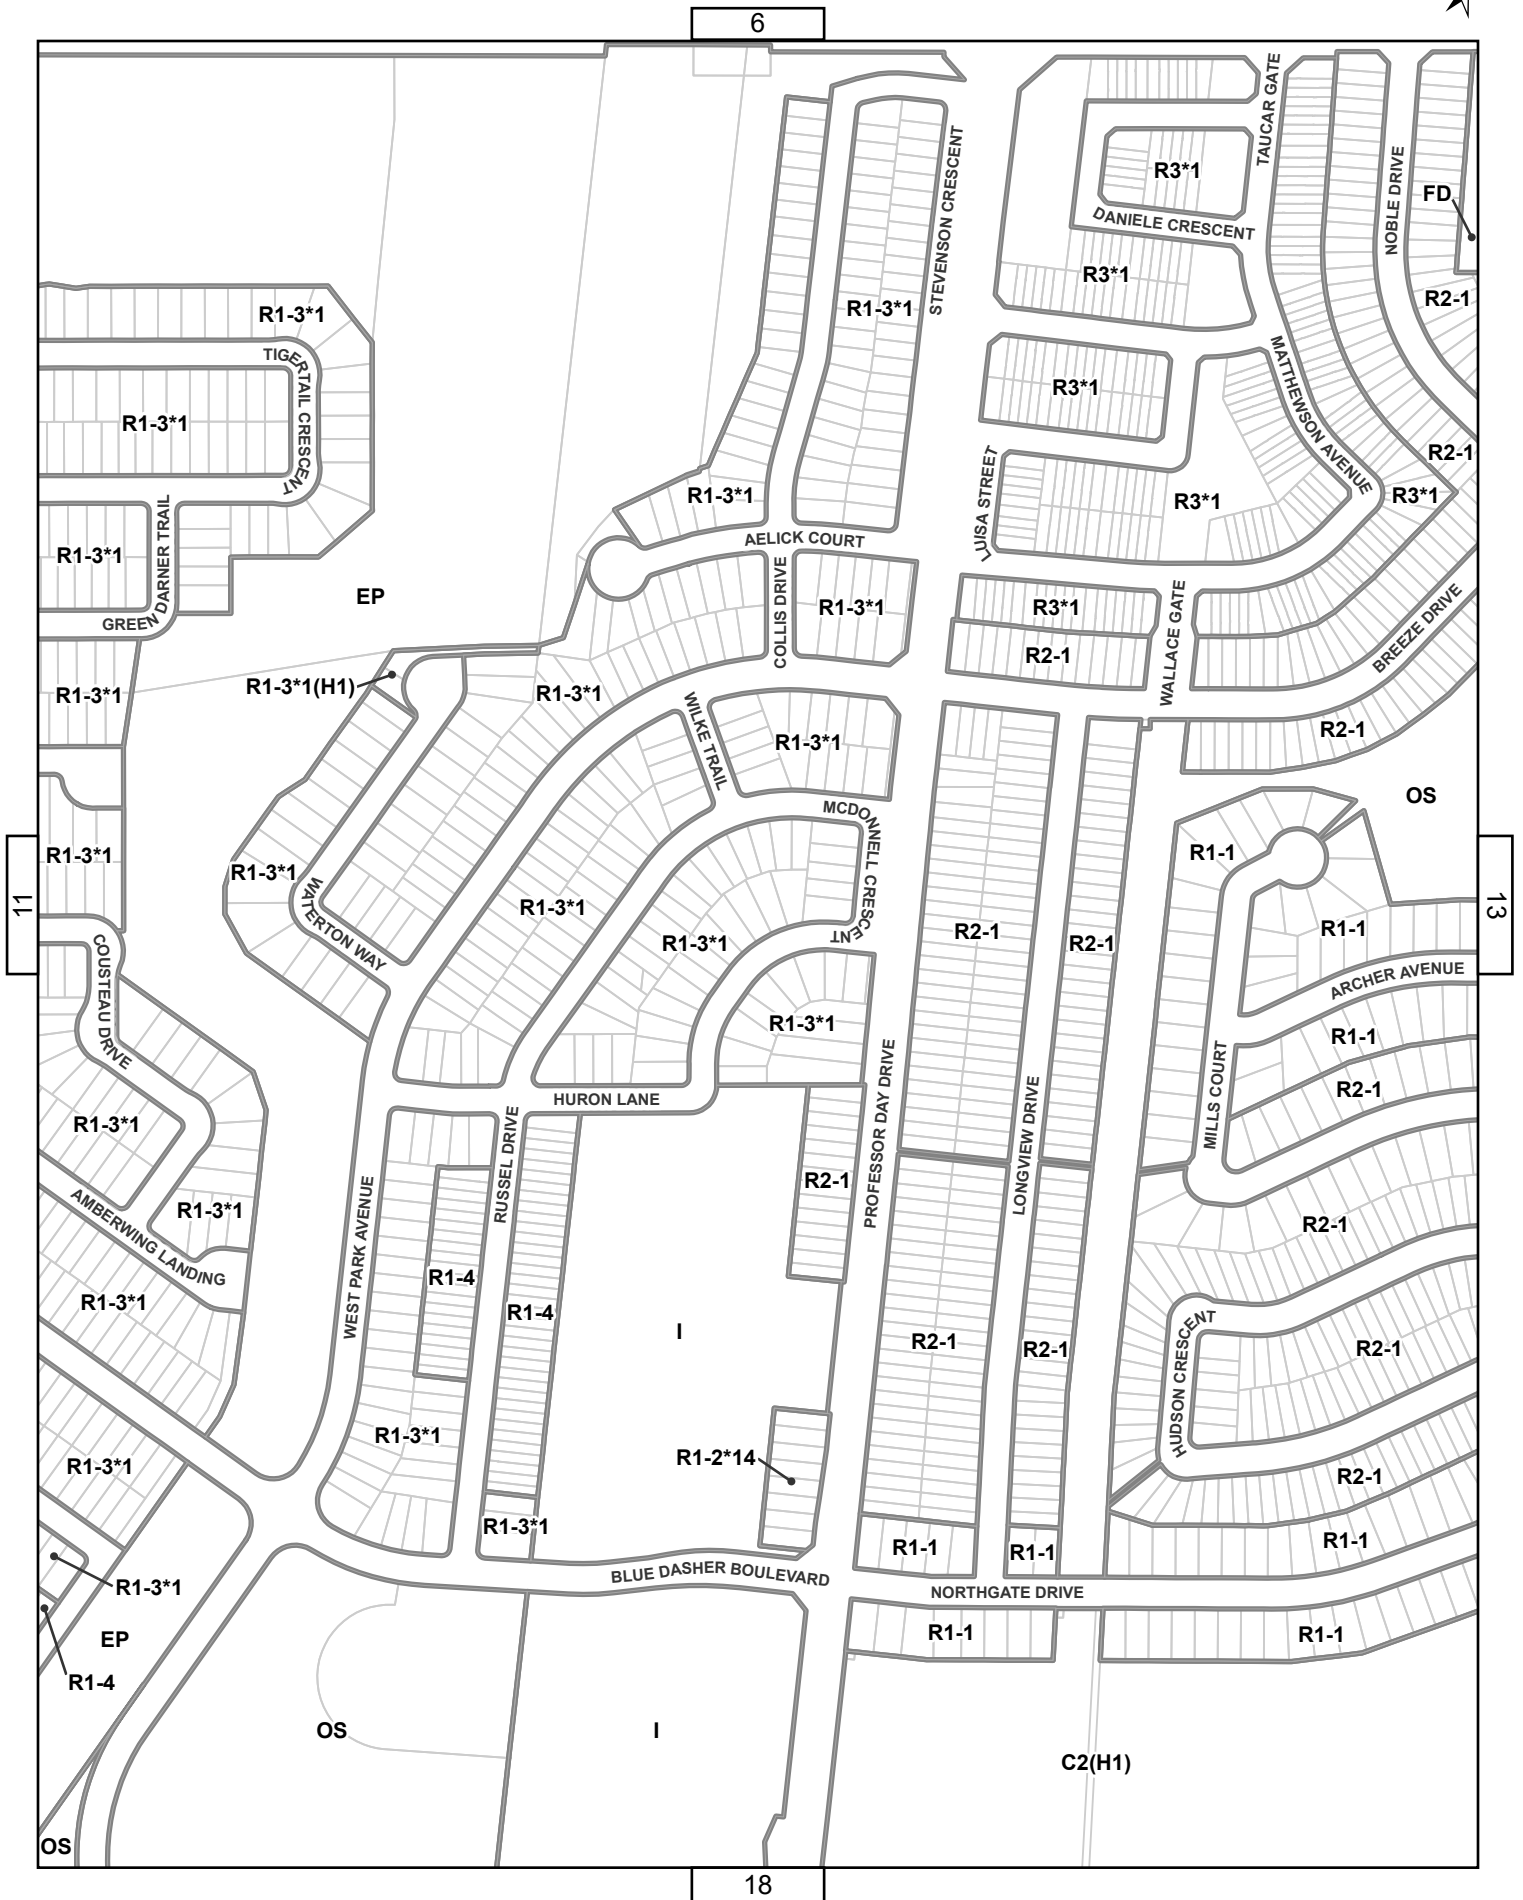 6
TAUCAR GATE
STEVENSON CRESCENT
NOBLE DRIVE
R3*1
FD
DANIELE CRESCENT
R3*1
R2-1
R1-3*1
R1-3*1
TIGERTAIL CRESCENT
MATTHEWSON AVENUE
R3*1
R1-3*1
R2-1
LUISA STREET
R1-3*1
R3*1
R3*1
GREEN DARNER TRAIL
AELICK COURT
R1-3*1
COLLIS DRIVE
EP
R1-3*1
R3*1
WALLACE GATE
BREEZE DRIVE
R2-1
R1-3*1(H1)
R1-3*1
R1-3*1
WILKE TRAIL
R2-1
R1-3*1
OS
MCDONNELL CRESCENT
R1-3*1
R1-1
R1-3*1
WATERTON WAY
11
13
R1-3*1
R2-1
R2-1
R1-1
R1-3*1
COUSTEAU DRIVE
ARCHER AVENUE
R1-3*1
R1-1
PROFESSOR DAY DRIVE
R2-1
HURON LANE
LONGVIEW DRIVE
MILLS COURT
R1-3*1
RUSSEL DRIVE
R2-1
R1-3*1
AMBERWING LANDING
WEST PARK AVENUE
R2-1
R1-4
R1-3*1
R1-4
I
R2-1
R2-1
R2-1
HUDSON CRESCENT
R1-3*1
R1-2*14
R1-3*1
R2-1
R1-3*1
R1-1
R1-1
R1-1
R1-3*1
BLUE DASHER BOULEVARD
NORTHGATE DRIVE
EP
R1-1
R1-1
R1-4
OS
I
C2(H1)
OS
18